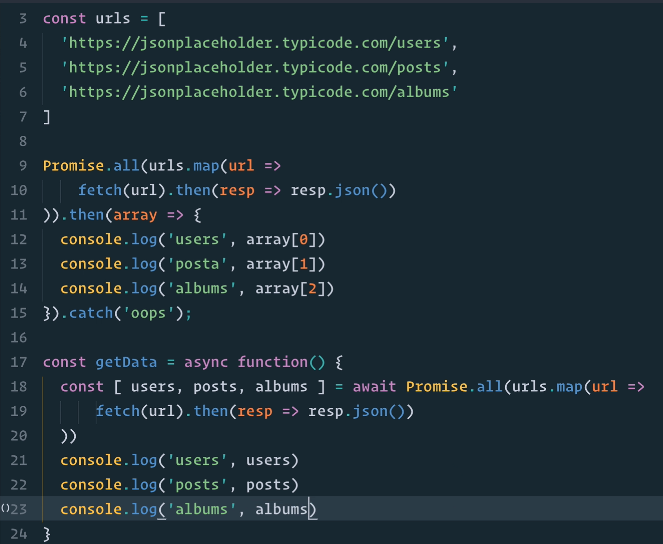 3 const urls = [
4   'https://jsonplaceholder.typicode.com/users',
5   'https://jsonplaceholder.typicode.com/posts',
6   'https://jsonplaceholder.typicode.com/albums'
7 ]
8
9 Promise.all(urls.map(url =>
10     fetch(url).then(resp => resp.json())
11 )).then(array => {
12   console.log('users', array[0])
13   console.log('posta', array[1])
14   console.log('albums', array[2])
15 }).catch('oops');
16
17 const getData = async function() {
18   const [ users, posts, albums ] = await Promise.all(urls.map(url =>
19       fetch(url).then(resp => resp.json())
20   ))
21   console.log('users', users)
22   console.log('posts', posts)
()23   console.log('albums', albums)
24 }